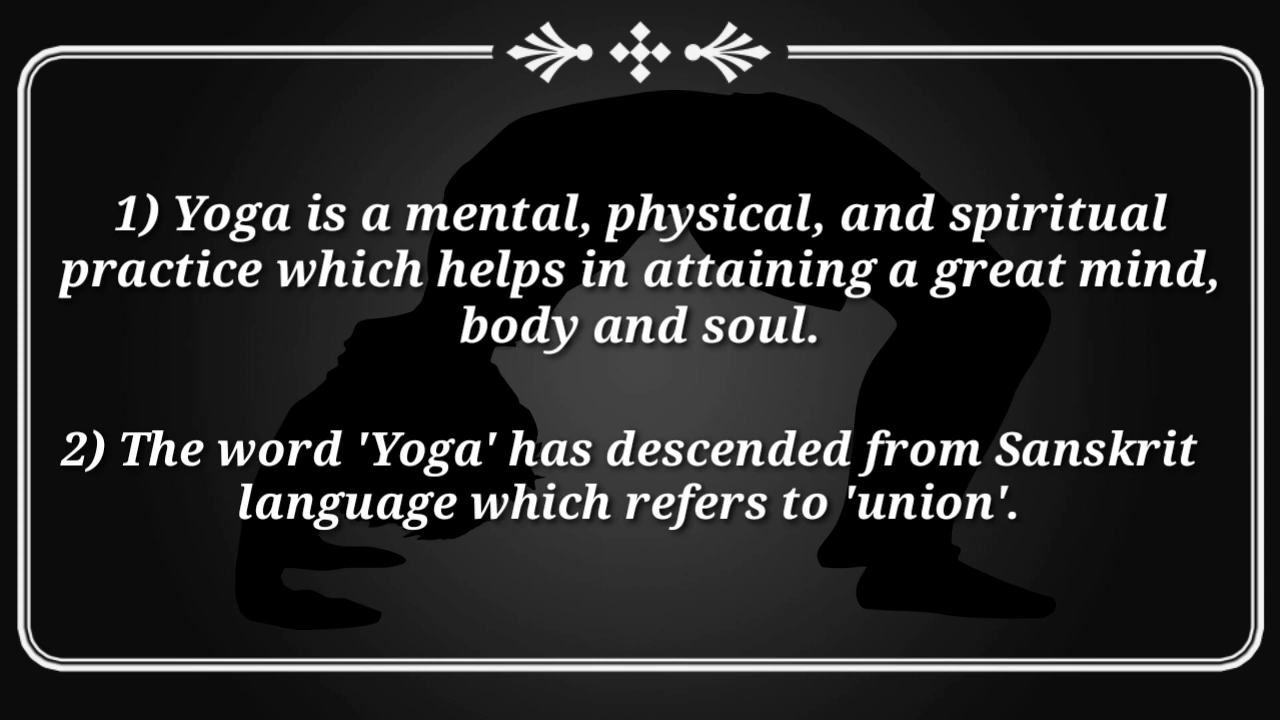 1) Yoga is a mental, physical, and spiritual
practice which helps in attaining a great mind,
body and soul.
2) The word 'Yoga' has descended from Sanskrit
language which refers to 'union'.